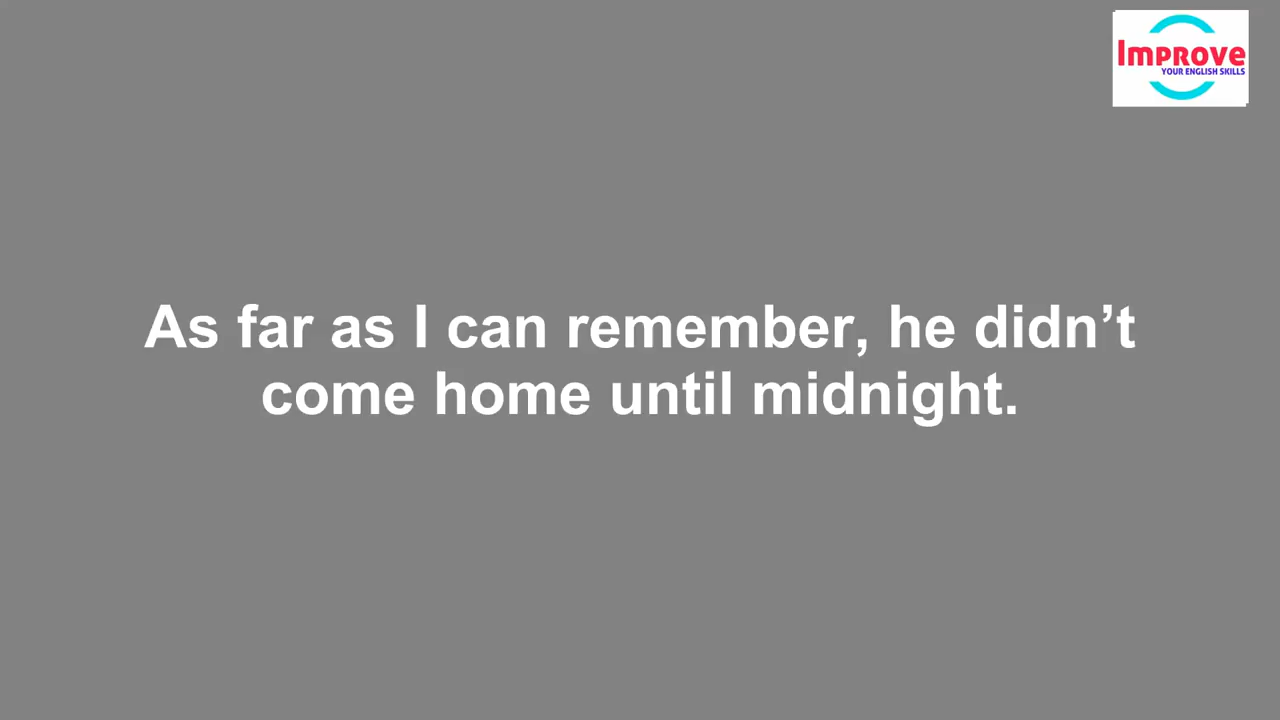 Improve
YOUR ENGLISH SKILLS
As far as I can remember, he didn’t
come home until midnight.